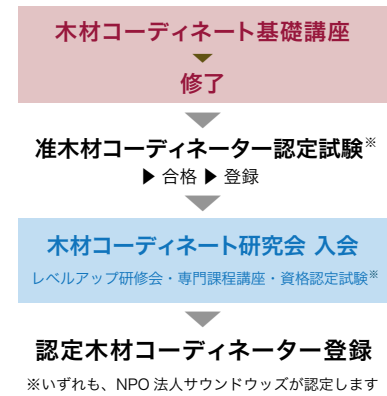 木材コーディネート基礎講座
修了
准木材コーディネーター認定試験※
▶ 合格 ▶ 登録
木材コーディネート研究会 入会
レベルアップ研修会・専門課程講座・資格認定試験※
認定木材コーディネーター登録
※いずれも、NPO 法人サウンドウッズが認定します